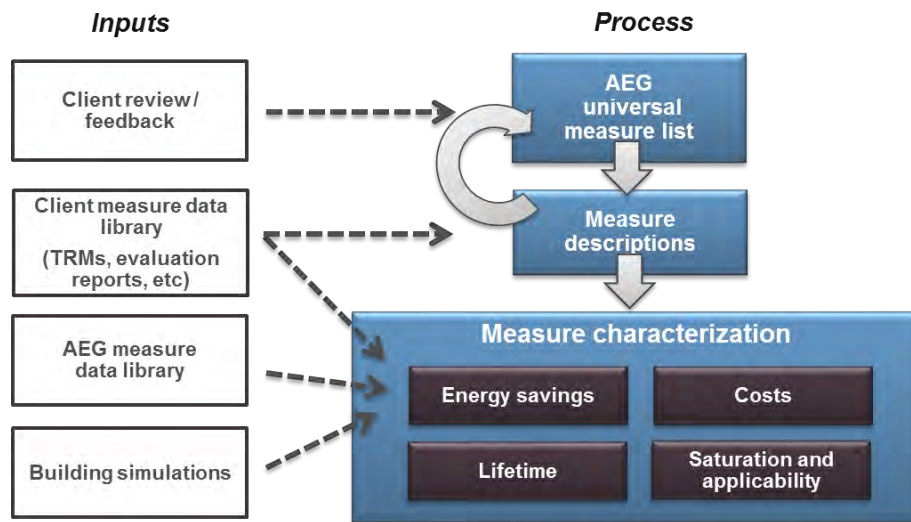 Inputs
Process
Client review /
feedback
AEG
universal
measure list
Client measure data
library
(TRMs, evaluation
reports, etc)
Measure
descriptions
AEG measure
data library
Building simulations
Measure characterization
Energy savings
Costs
Lifetime
Saturation and
applicability